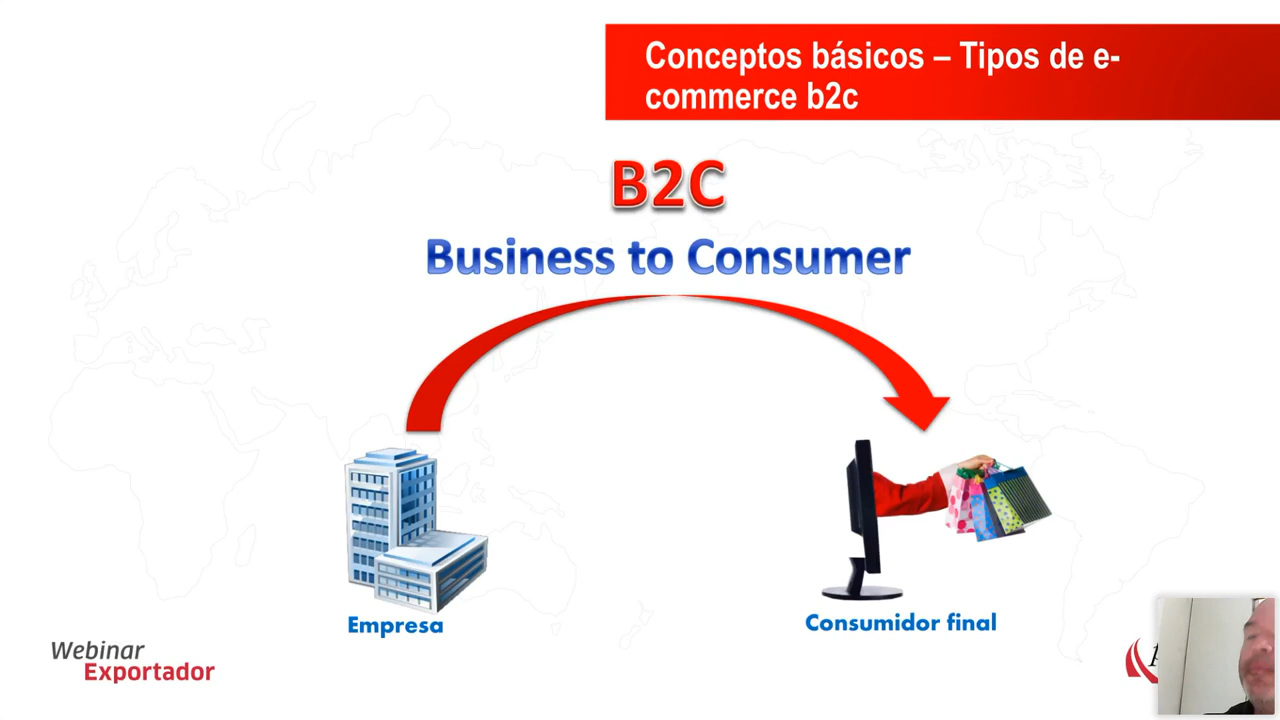 Conceptos básicos – Tipos de e-
commerce b2c
B2C
Business to Consumer
Empresa
Consumidor final
Webinar
Exportador